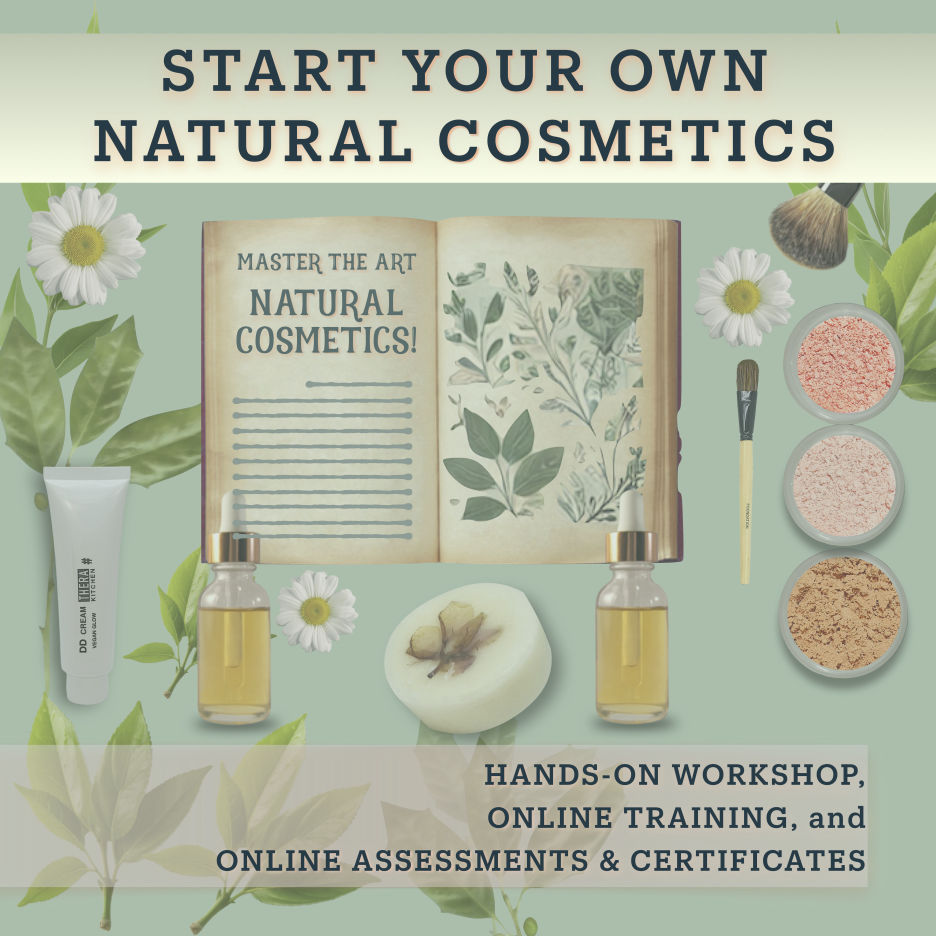 START YOUR OWN
NATURAL COSMETICS
MASTER THE ART
NATURAL
COSMETICS!
DD CREAM
VEGAN GLOW
THERA
KITCHEN
#
HANDS-ON WORKSHOP,
ONLINE TRAINING, and
ONLINE ASSESSMENTS & CERTIFICATES